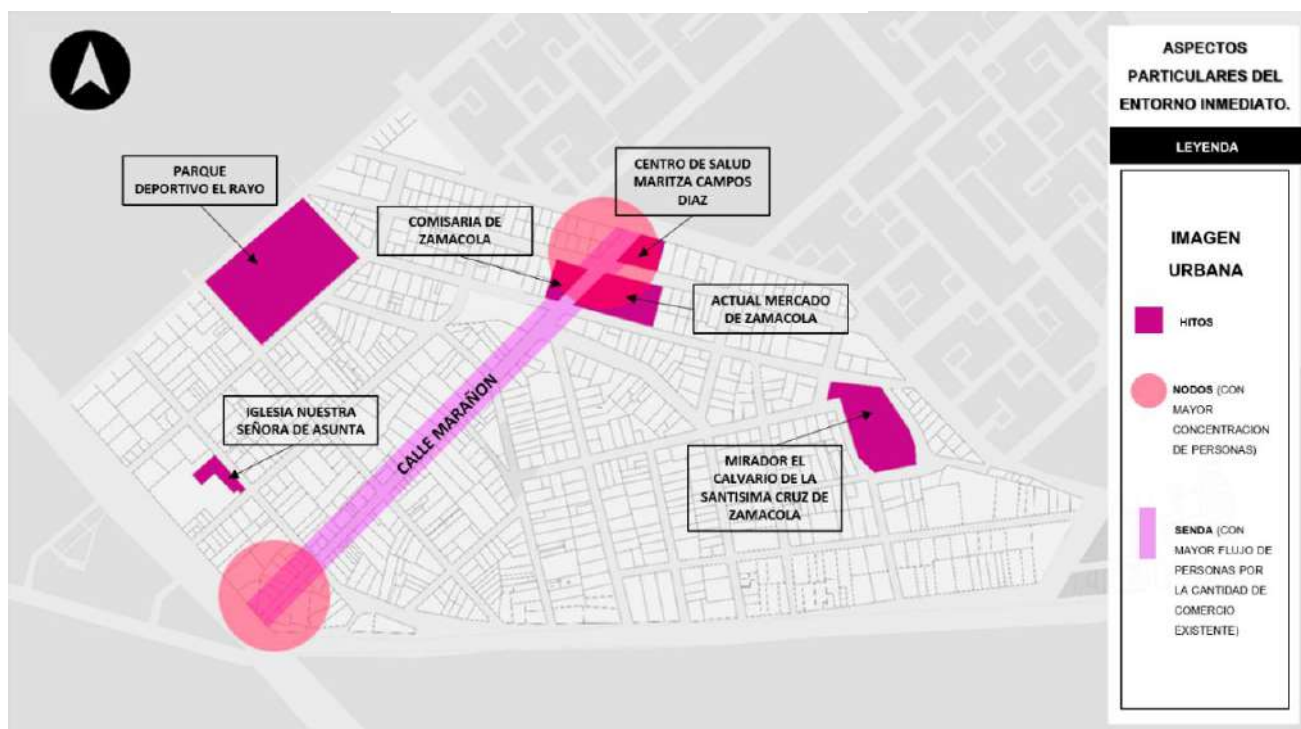 ASPECTOS
PARTICULARES DEL
ENTORNO INMEDIATO.
LEYENDA
IMAGEN
URBANA
HITOS
NODOS (CON
MAYOR
CONCENTRACION
DE PERSONAS)
SENDA (CON
MAYOR FLUJO DE
PERSONAS POR
LA CANTIDAD DE
COMERCIO
EXISTENTE)
PARQUE
DEPORTIVO EL RAYO
COMISARIA DE
ZAMACOLA
CENTRO DE SALUD
MARITZA CAMPOS
DIAZ
ACTUAL MERCADO
DE ZAMACOLA
IGLESIA NUESTRA
SEÑORA DE ASUNTA
CALLE MARAÑON
MIRADOR EL
CALVARIO DE LA
SANTISIMA CRUZ DE
ZAMACOLA